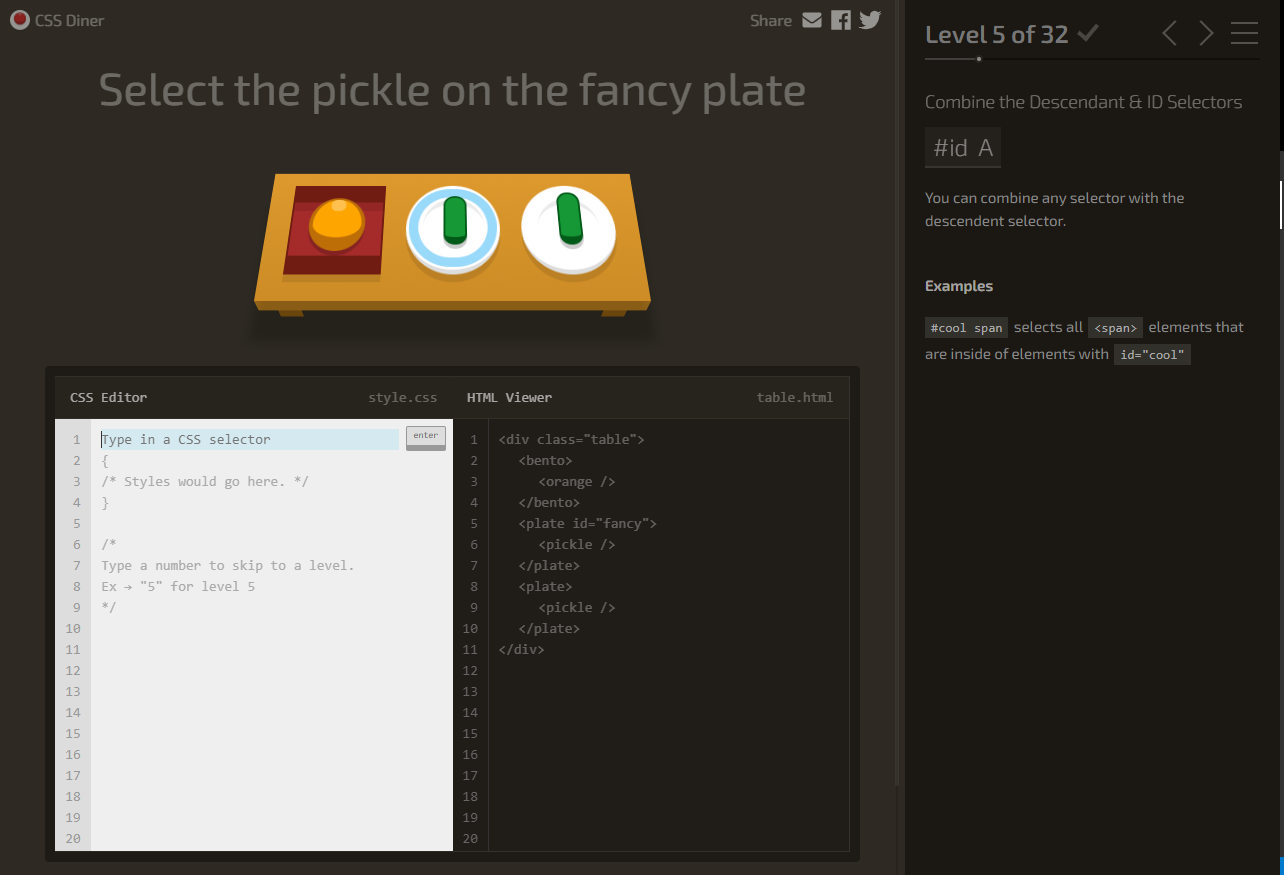 CSS Diner
Share
Select the pickle on the fancy plate
CSS Editor
style.css
HTML Viewer
table.html
1 Type in a CSS selector
enter
2 {
3 /* Styles would go here. */
4 }
5
6 /*
7 Type a number to skip to a level.
8 Ex → "5" for level 5
9 */
10
11
12
13
14
15
16
17
18
19
20
1 <div class="table">
2 <bento>
3 <orange />
4 </bento>
5 <plate id="fancy">
6 <pickle />
7 </plate>
8 <plate>
9 <pickle />
10 </plate>
11 </div>
12
13
14
15
16
17
18
19
20
Level 5 of 32
Combine the Descendant & ID Selectors
#id A
You can combine any selector with the
descendent selector.
Examples
#cool span selects all <span> elements that
are inside of elements with id="cool"